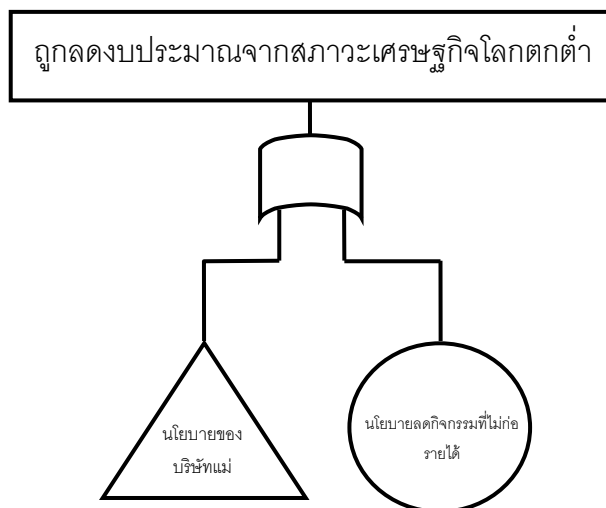 ถูกลดงบประมาณจากสภาวะเศรษฐกิจโลกตกต่ำ
นโยบายของ
บริษัทแม่
นโยบายลดกิจกรรมที่ไม่ก่อ
รายได้